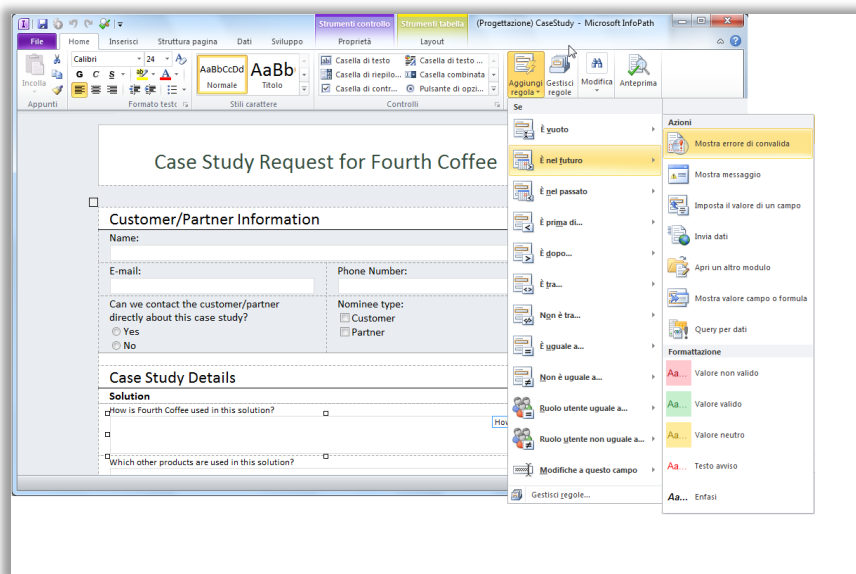 Strumenti controllo Strumenti tabella (Progettazione) CaseStudy - Microsoft InfoPath
File Home Inserisci Struttura pagina Dati Sviluppo Proprietà Layout
Incolla
Calibri 24
G C S
AaBbCcDd AaBb
Normale Titolo
Casella di testo
Casella di testo ...
Casella di riepilo...
Casella combinata
Casella di contr...
Pulsante di opzi...
Aggiungi regola
Gestisci regole
Modifica
Anteprima
Appunti Formato testo Stili carattere Controlli
Case Study Request for Fourth Coffee
Customer/Partner Information
Name:
E-mail: Phone Number:
Can we contact the customer/partner
directly about this case study?
Yes
No
Nominee type:
Customer
Partner
Case Study Details
Solution
How is Fourth Coffee used in this solution?
Hov
Which other products are used in this solution?
Se
È vuoto
È nel futuro
È nel passato
È prima di...
È dopo...
È tra...
Non è tra...
È uguale a...
Non è uguale a...
Ruolo utente uguale a...
Ruolo utente non uguale a...
Modifiche a questo campo
Gestisci regole...
Azioni
Mostra errore di convalida
Mostra messaggio
Imposta il valore di un campo
Invia dati
Apri un altro modulo
Mostra valore campo o formula
Query per dati
Formattazione
Aa... Valore non valido
Aa... Valore valido
Aa... Valore neutro
Aa... Testo avviso
Aa... Enfasi